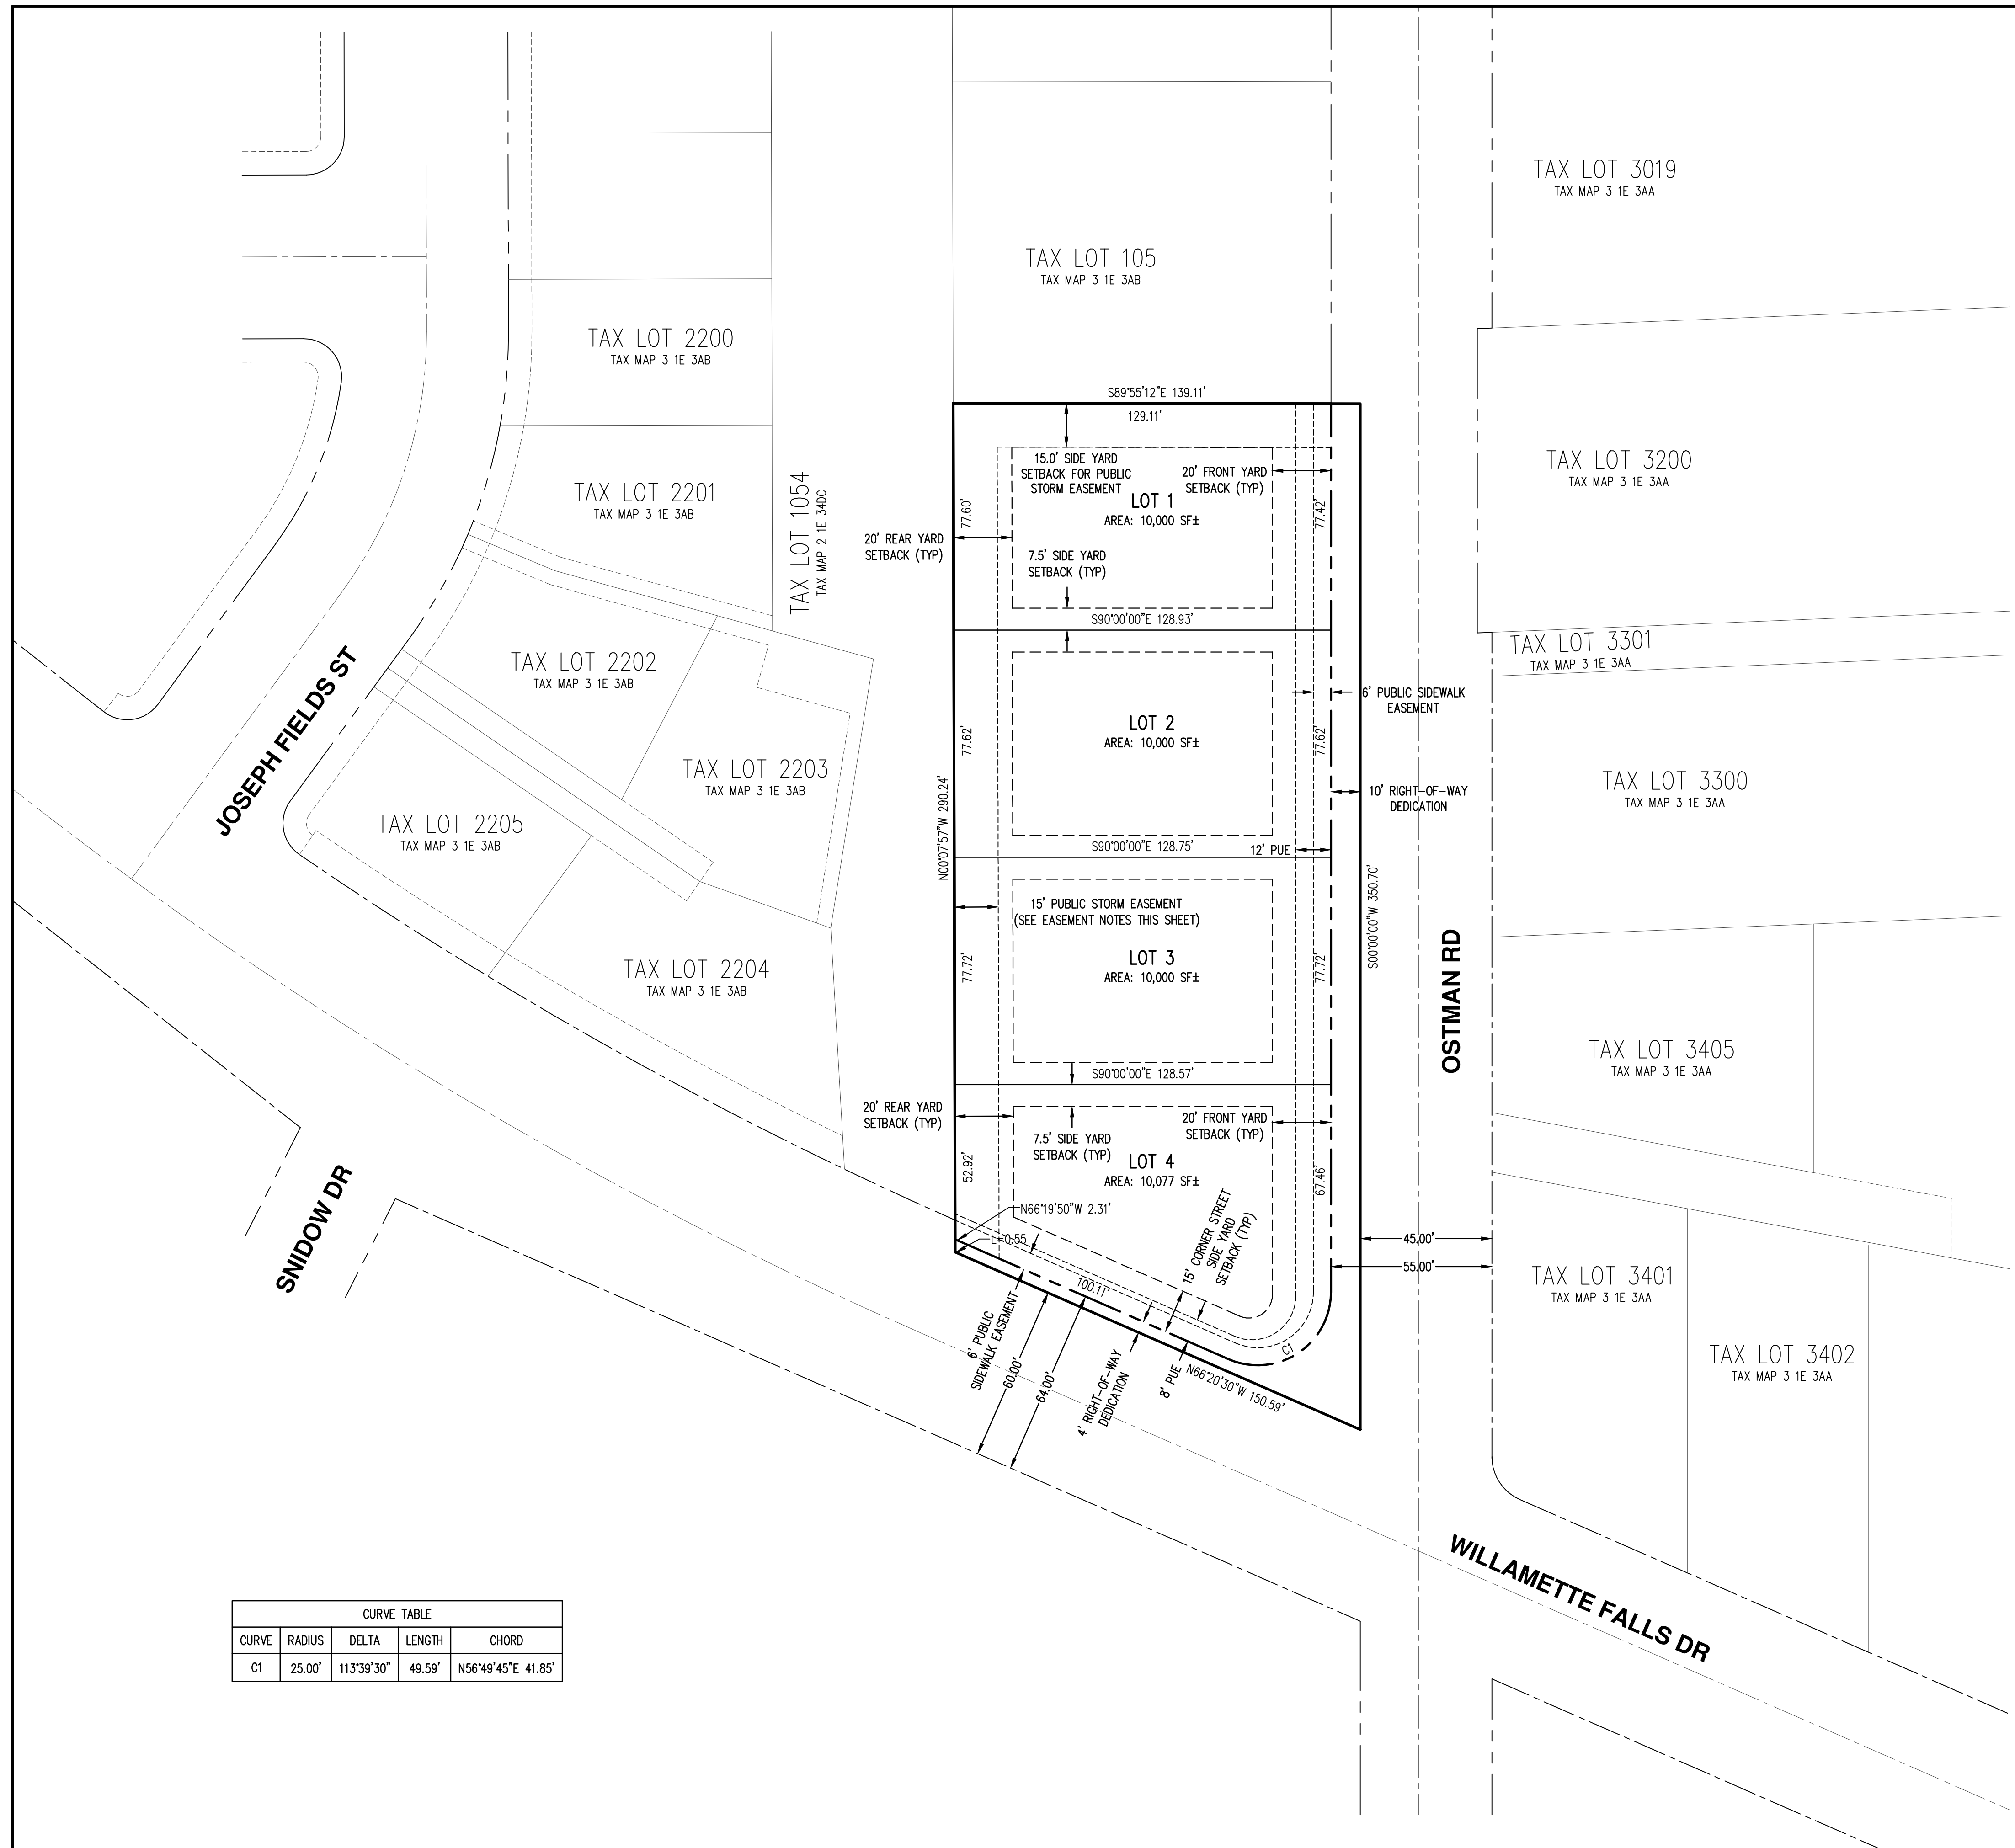 TAX LOT 3019
TAX MAP 3 1E 3AA
TAX LOT 105
TAX MAP 3 1E 3AB
TAX LOT 2200
TAX MAP 3 1E 3AB
S89°55'12"E 139.11'
129.11'
15.0' SIDE YARD
SETBACK FOR PUBLIC
STORM EASEMENT
20' FRONT YARD
SETBACK (TYP)
LOT 1
AREA: 10,000 SF±
77.60'
77.42'
TAX LOT 3200
TAX MAP 3 1E 3AA
TAX LOT 2201
TAX MAP 3 1E 3AB
TAX LOT 1054
TAX MAP 2 1E 34DC
20' REAR YARD
SETBACK (TYP)
7.5' SIDE YARD
SETBACK (TYP)
S90°00'00"E 128.93'
TAX LOT 3301
TAX MAP 3 1E 3AA
TAX LOT 2202
TAX MAP 3 1E 3AB
JOSEPH FIELDS ST
6' PUBLIC SIDEWALK
EASEMENT
LOT 2
AREA: 10,000 SF±
77.62'
77.62'
TAX LOT 2203
TAX MAP 3 1E 3AB
TAX LOT 3300
TAX MAP 3 1E 3AA
10' RIGHT-OF-WAY
DEDICATION
TAX LOT 2205
TAX MAP 3 1E 3AB
N00°07'57"W 290.24'
S90°00'00"E 128.75'
12' PUE
S00°00'00"W 350.70'
15' PUBLIC STORM EASEMENT
(SEE EASEMENT NOTES THIS SHEET)
LOT 3
AREA: 10,000 SF±
77.72'
77.72'
TAX LOT 2204
TAX MAP 3 1E 3AB
OSTMAN RD
TAX LOT 3405
TAX MAP 3 1E 3AA
S90°00'00"E 128.57'
20' REAR YARD
SETBACK (TYP)
20' FRONT YARD
SETBACK (TYP)
7.5' SIDE YARD
SETBACK (TYP)
LOT 4
AREA: 10,077 SF±
52.92'
67.46'
SNIDOW DR
N66°19'50"W 2.31'
L=0.55
15' CORNER STREET
SIDE YARD
SETBACK (TYP)
45.00'
55.00'
TAX LOT 3401
TAX MAP 3 1E 3AA
100.11'
6' PUBLIC
SIDEWALK EASEMENT
60.00'
64.00'
4' RIGHT-OF-WAY
DEDICATION
8' PUE
C1
N66°20'30"W 150.59'
TAX LOT 3402
TAX MAP 3 1E 3AA
WILLAMETTE FALLS DR
CURVE TABLE
CURVE RADIUS DELTA LENGTH CHORD
C1 25.00' 113°39'30" 49.59' N56°49'45"E 41.85'